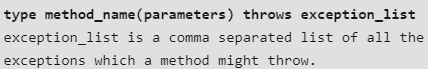 type method_name(parameters) throws exception_list
exception_list is a comma separated list of all the
exceptions which a method might throw.